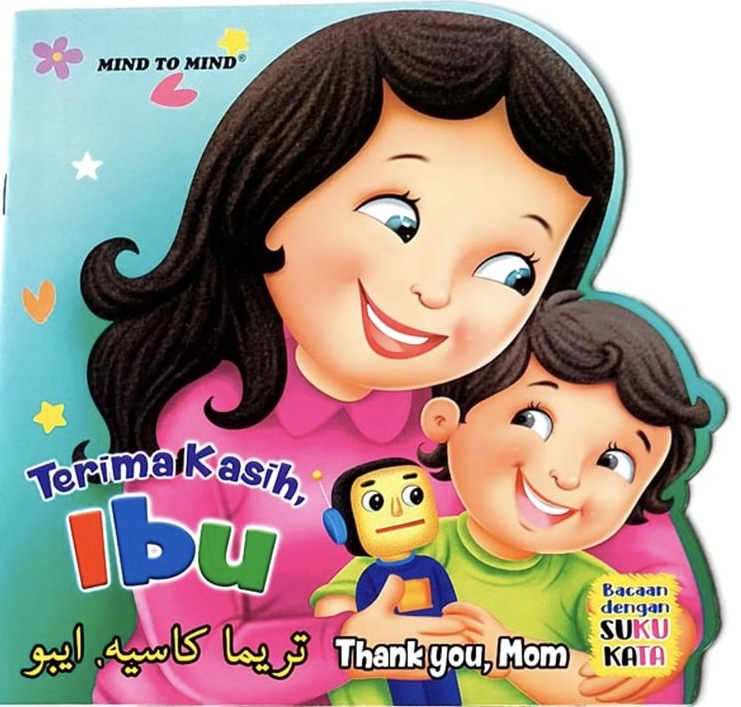 MIND TO MIND®
Terima Kasih,
Ibu
تريما كاسيه، ايبو
Thank you, Mom
Bacaan
dengan
SUKU
KATA